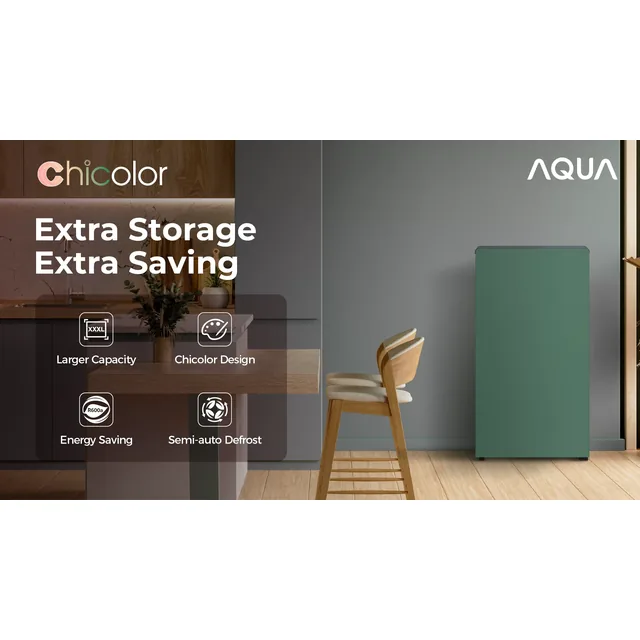 Chicolor
AQUA
Extra Storage
Extra Saving
XXXL
Larger Capacity
Chicolor Design
R600a
Energy Saving
Semi-auto Defrost